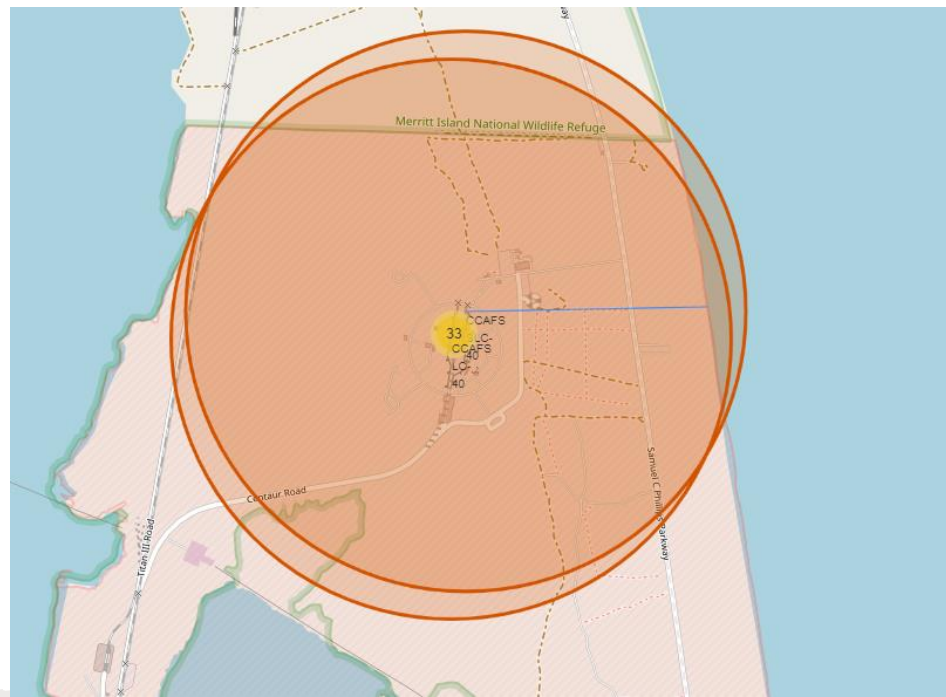 Merritt Island National Wildlife Refuge
CCAFS
SLC-
40
33
CCAFS
LC-
40
Centaur Road
Titan III Road
Samuel C Phillips Parkway